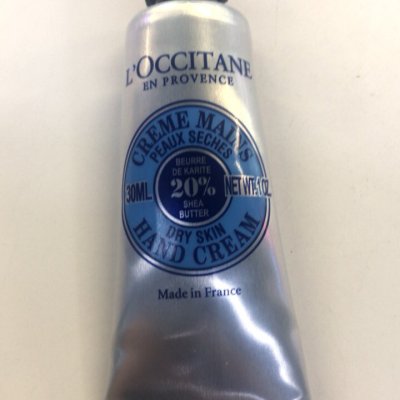 L'OCCITANE
EN PROVENCE
CREME MAINS
PEAUX SECHES
BEURRE
DE KARITE
30ML 20% NET WT. 1 OZ.
SHEA
BUTTER
DRY SKIN
HAND CREAM
Made in France